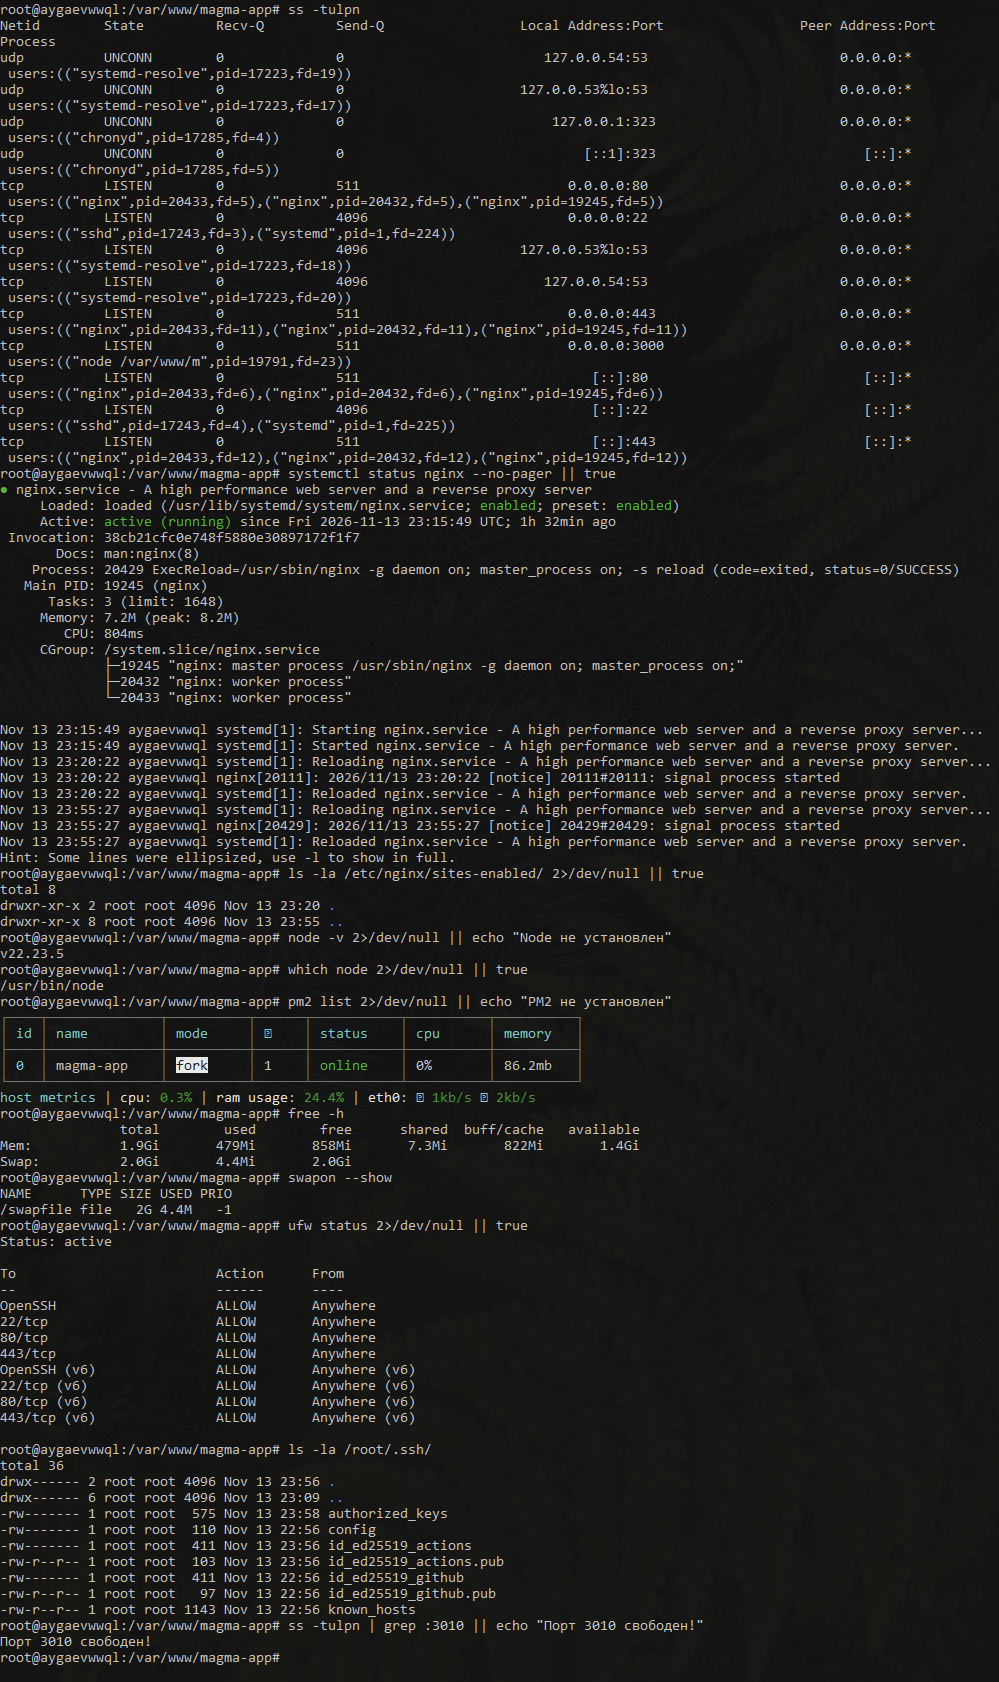 root@aygaevwwql:/var/www/magma-app# ss -tulpn
Netid State Recv-Q Send-Q Local Address:Port Peer Address:Port
Process
udp UNCONN 0 0 127.0.0.54:53 0.0.0.0:*
users:(("systemd-resolve",pid=17223,fd=19))
udp UNCONN 0 0 127.0.0.53%lo:53 0.0.0.0:*
users:(("systemd-resolve",pid=17223,fd=17))
udp UNCONN 0 0 127.0.0.1:323 0.0.0.0:*
users:(("chronyd",pid=17285,fd=4))
udp UNCONN 0 0 [::1]:323 [::]:*
users:(("chronyd",pid=17285,fd=5))
tcp LISTEN 0 511 0.0.0.0:80 0.0.0.0:*
users:(("nginx",pid=20433,fd=5),("nginx",pid=20432,fd=5),("nginx",pid=19245,fd=5))
tcp LISTEN 0 4096 0.0.0.0:22 0.0.0.0:*
users:(("sshd",pid=17243,fd=3),("systemd",pid=1,fd=224))
tcp LISTEN 0 4096 127.0.0.53%lo:53 0.0.0.0:*
users:(("systemd-resolve",pid=17223,fd=18))
tcp LISTEN 0 4096 127.0.0.54:53 0.0.0.0:*
users:(("systemd-resolve",pid=17223,fd=20))
tcp LISTEN 0 511 0.0.0.0:443 0.0.0.0:*
users:(("nginx",pid=20433,fd=11),("nginx",pid=20432,fd=11),("nginx",pid=19245,fd=11))
tcp LISTEN 0 511 0.0.0.0:3000 0.0.0.0:*
users:(("node /var/www/m",pid=19791,fd=23))
tcp LISTEN 0 511 [::]:80 [::]:*
users:(("nginx",pid=20433,fd=6),("nginx",pid=20432,fd=6),("nginx",pid=19245,fd=6))
tcp LISTEN 0 4096 [::]:22 [::]:*
users:(("sshd",pid=17243,fd=4),("systemd",pid=1,fd=225))
tcp LISTEN 0 511 [::]:443 [::]:*
users:(("nginx",pid=20433,fd=12),("nginx",pid=20432,fd=12),("nginx",pid=19245,fd=12))
root@aygaevwwql:/var/www/magma-app# systemctl status nginx --no-pager || true
● nginx.service - A high performance web server and a reverse proxy server
Loaded: loaded (/usr/lib/systemd/system/nginx.service; enabled; preset: enabled)
Active: active (running) since Fri 2026-11-13 23:15:49 UTC; 1h 32min ago
Invocation: 38cb21cfc0e748f5880e30897172f1f7
Docs: man:nginx(8)
Process: 20429 ExecReload=/usr/sbin/nginx -g daemon on; master_process on; -s reload (code=exited, status=0/SUCCESS)
Main PID: 19245 (nginx)
Tasks: 3 (limit: 1648)
Memory: 7.2M (peak: 8.2M)
CPU: 804ms
CGroup: /system.slice/nginx.service
├─19245 "nginx: master process /usr/sbin/nginx -g daemon on; master_process on;"
├─20432 "nginx: worker process"
└─20433 "nginx: worker process"
Nov 13 23:15:49 aygaevwwql systemd[1]: Starting nginx.service - A high performance web server and a reverse proxy server...
Nov 13 23:15:49 aygaevwwql systemd[1]: Started nginx.service - A high performance web server and a reverse proxy server.
Nov 13 23:20:22 aygaevwwql systemd[1]: Reloading nginx.service - A high performance web server and a reverse proxy server...
Nov 13 23:20:22 aygaevwwql nginx[20111]: 2026/11/13 23:20:22 [notice] 20111#20111: signal process started
Nov 13 23:20:22 aygaevwwql systemd[1]: Reloaded nginx.service - A high performance web server and a reverse proxy server.
Nov 13 23:55:27 aygaevwwql systemd[1]: Reloading nginx.service - A high performance web server and a reverse proxy server...
Nov 13 23:55:27 aygaevwwql nginx[20429]: 2026/11/13 23:55:27 [notice] 20429#20429: signal process started
Nov 13 23:55:27 aygaevwwql systemd[1]: Reloaded nginx.service - A high performance web server and a reverse proxy server.
Hint: Some lines were ellipsized, use -l to show in full.
root@aygaevwwql:/var/www/magma-app# ls -la /etc/nginx/sites-enabled/ 2>/dev/null || true
total 8
drwxr-xr-x 2 root root 4096 Nov 13 23:20 .
drwxr-xr-x 8 root root 4096 Nov 13 23:55 ..
root@aygaevwwql:/var/www/magma-app# node -v 2>/dev/null || echo "Node не установлен"
v22.23.5
root@aygaevwwql:/var/www/magma-app# which node 2>/dev/null || true
/usr/bin/node
root@aygaevwwql:/var/www/magma-app# pm2 list 2>/dev/null || echo "PM2 не установлен"
id name mode status cpu memory
0 magma-app fork 1 online 0% 86.2mb
host metrics | cpu: 0.3% | ram usage: 24.4% | eth0: 1kb/s 2kb/s
root@aygaevwwql:/var/www/magma-app# free -h
total used free shared buff/cache available
Mem: 1.9Gi 479Mi 858Mi 7.3Mi 822Mi 1.4Gi
Swap: 2.0Gi 4.4Mi 2.0Gi
root@aygaevwwql:/var/www/magma-app# swapon --show
NAME TYPE SIZE USED PRIO
/swapfile file 2G 4.4M -1
root@aygaevwwql:/var/www/magma-app# ufw status 2>/dev/null || true
Status: active
To Action From
-- ------ ----
OpenSSH ALLOW Anywhere
22/tcp ALLOW Anywhere
80/tcp ALLOW Anywhere
443/tcp ALLOW Anywhere
OpenSSH (v6) ALLOW Anywhere (v6)
22/tcp (v6) ALLOW Anywhere (v6)
80/tcp (v6) ALLOW Anywhere (v6)
443/tcp (v6) ALLOW Anywhere (v6)
root@aygaevwwql:/var/www/magma-app# ls -la /root/.ssh/
total 36
drwx------ 2 root root 4096 Nov 13 23:56 .
drwx------ 6 root root 4096 Nov 13 23:09 ..
-rw------- 1 root root 575 Nov 13 23:58 authorized_keys
-rw------- 1 root root 110 Nov 13 22:56 config
-rw------- 1 root root 411 Nov 13 23:56 id_ed25519_actions
-rw-r--r-- 1 root root 103 Nov 13 23:56 id_ed25519_actions.pub
-rw------- 1 root root 411 Nov 13 22:56 id_ed25519_github
-rw-r--r-- 1 root root 97 Nov 13 22:56 id_ed25519_github.pub
-rw-r--r-- 1 root root 1143 Nov 13 22:56 known_hosts
root@aygaevwwql:/var/www/magma-app# ss -tulpn | grep :3010 || echo "Порт 3010 свободен!"
Порт 3010 свободен!
root@aygaevwwql:/var/www/magma-app#